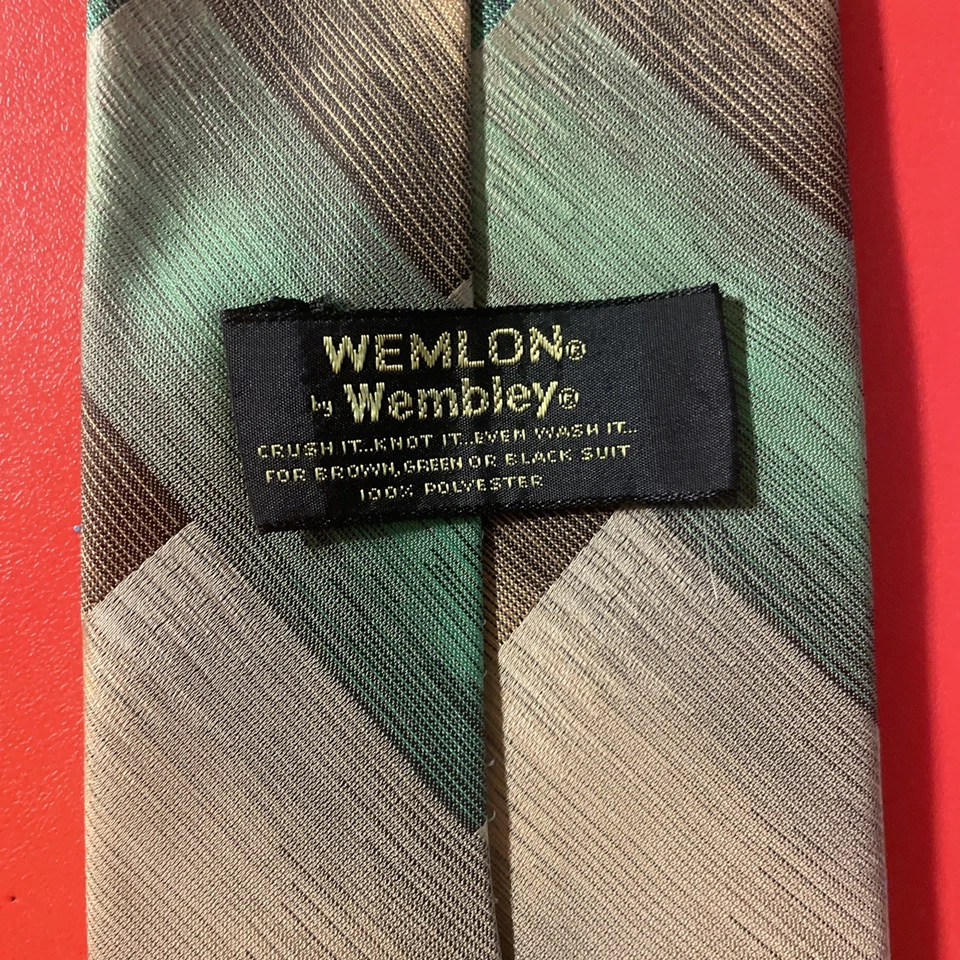 WEMLON®
by Wembley®
CRUSH IT...KNOT IT...EVEN WASH IT...
FOR BROWN, GREEN OR BLACK SUIT
100% POLYESTER